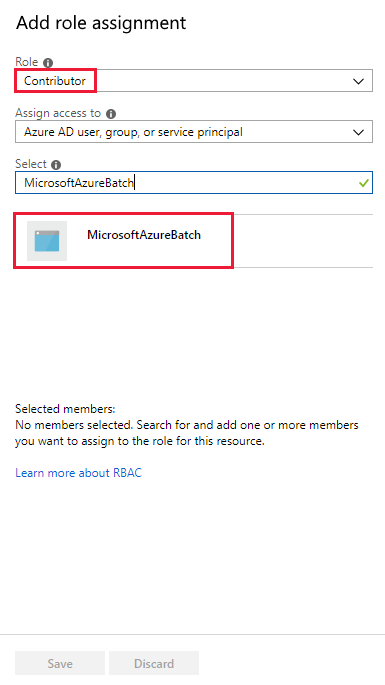 Add role assignment
Role
Contributor
Assign access to
Azure AD user, group, or service principal
Select
MicrosoftAzureBatch
MicrosoftAzureBatch
Selected members:
No members selected. Search for and add one or more members
you want to assign to the role for this resource.
Learn more about RBAC
Save Discard